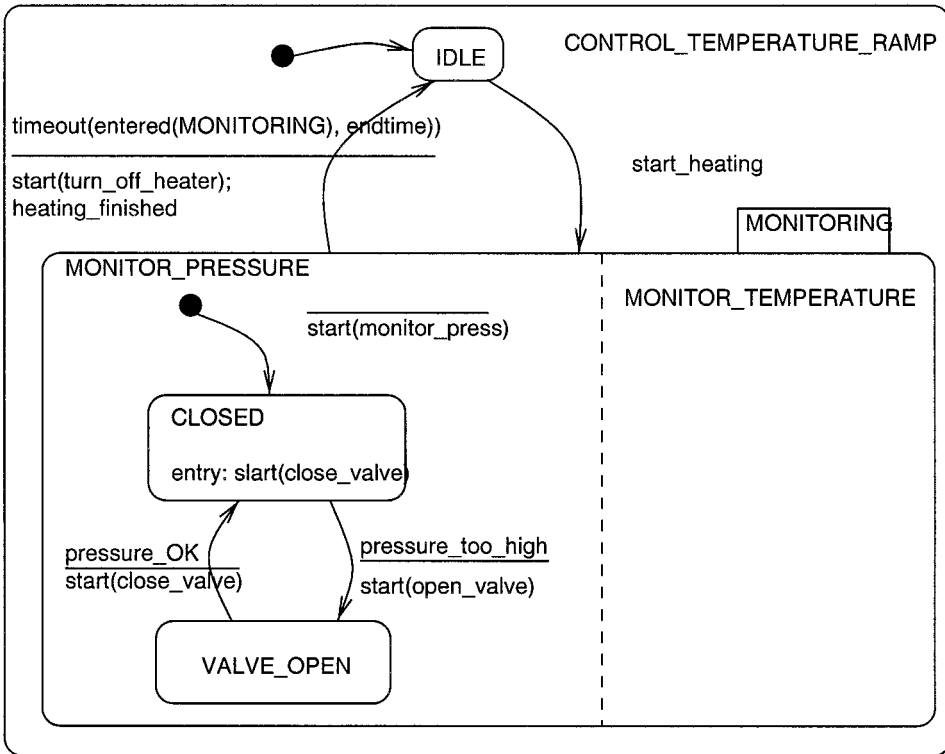 IDLE
CONTROL_TEMPERATURE_RAMP
timeout(entered(MONITORING), endtime))
start(turn_off_heater);
heating_finished
start_heating
MONITORING
MONITOR_PRESSURE
MONITOR_TEMPERATURE
start(monitor_press)
CLOSED
entry: slart(close_valve)
pressure_OK
start(close_valve)
pressure_too_high
start(open_valve)
VALVE_OPEN